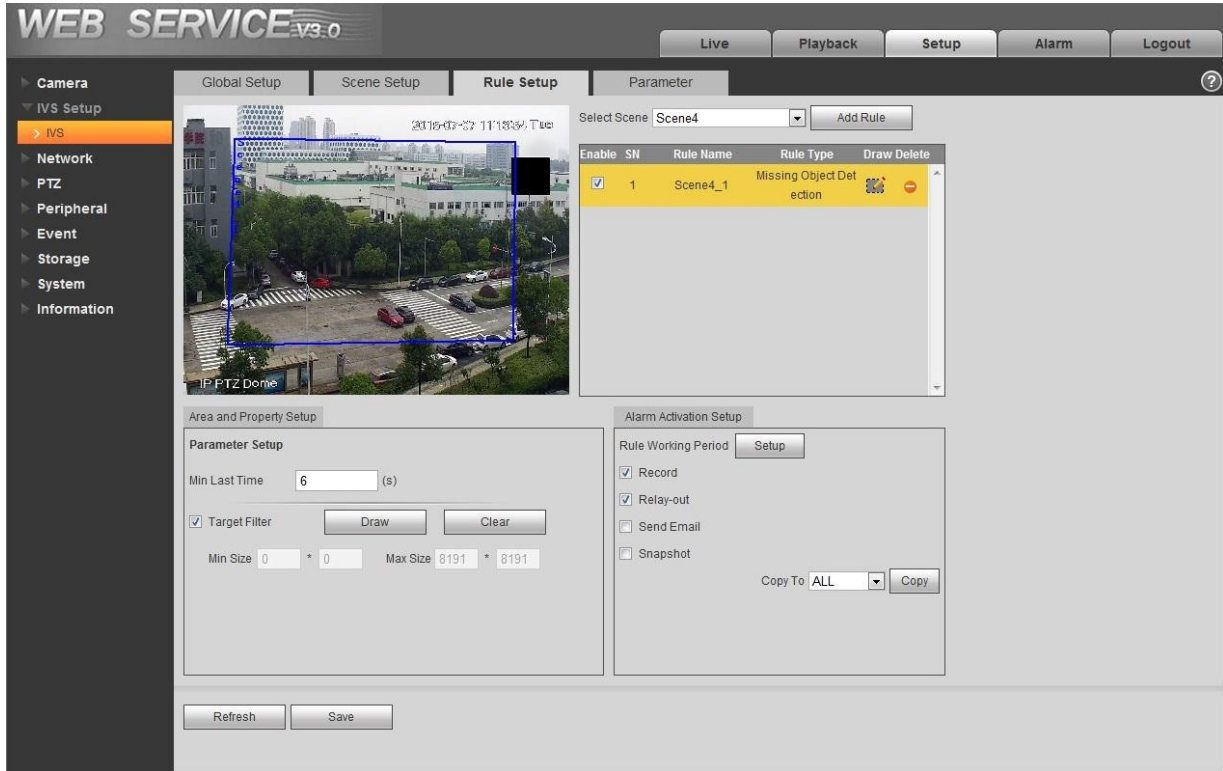 WEB SERVICE V3.0
Live Playback Setup Alarm Logout
Camera
IVS Setup
> IVS
Network
PTZ
Peripheral
Event
Storage
System
Information
Global Setup Scene Setup Rule Setup Parameter
?
IP PTZ Dome
Select Scene Scene4 Add Rule
Enable SN Rule Name Rule Type Draw Delete
1 Scene4_1 Missing Object Det
ection
Area and Property Setup
Parameter Setup
Min Last Time 6 (s)
Target Filter Draw Clear
Min Size 0 * 0 Max Size 8191 * 8191
Alarm Activation Setup
Rule Working Period Setup
Record
Relay-out
Send Email
Snapshot
Copy To ALL Copy
Refresh Save